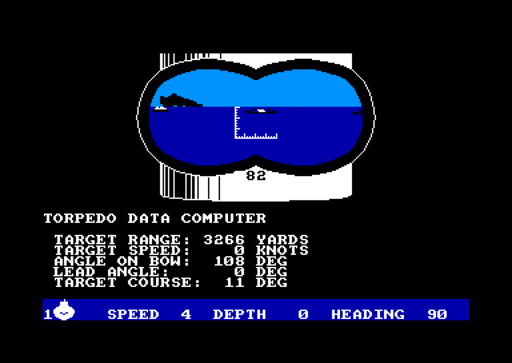 82
TORPEDO DATA COMPUTER
TARGET RANGE: 3266 YARDS
TARGET SPEED: 0 KNOTS
ANGLE ON BOW: 108 DEG
LEAD ANGLE: 0 DEG
TARGET COURSE: 11 DEG
1 SPEED 4 DEPTH 0 HEADING 90